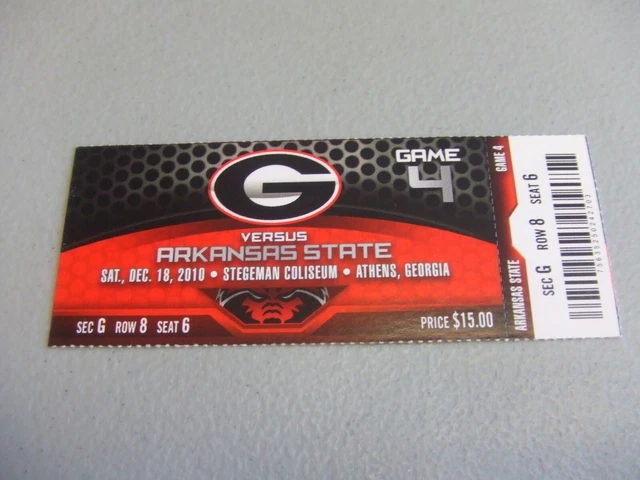 G
GAME
4
VERSUS
ARKANSAS STATE
SAT., DEC. 18, 2010 • STEGEMAN COLISEUM • ATHENS, GEORGIA
SEC G ROW 8 SEAT 6
PRICE $15.00
ARKANSAS STATE
GAME 4
SEC G ROW 8 SEAT 6